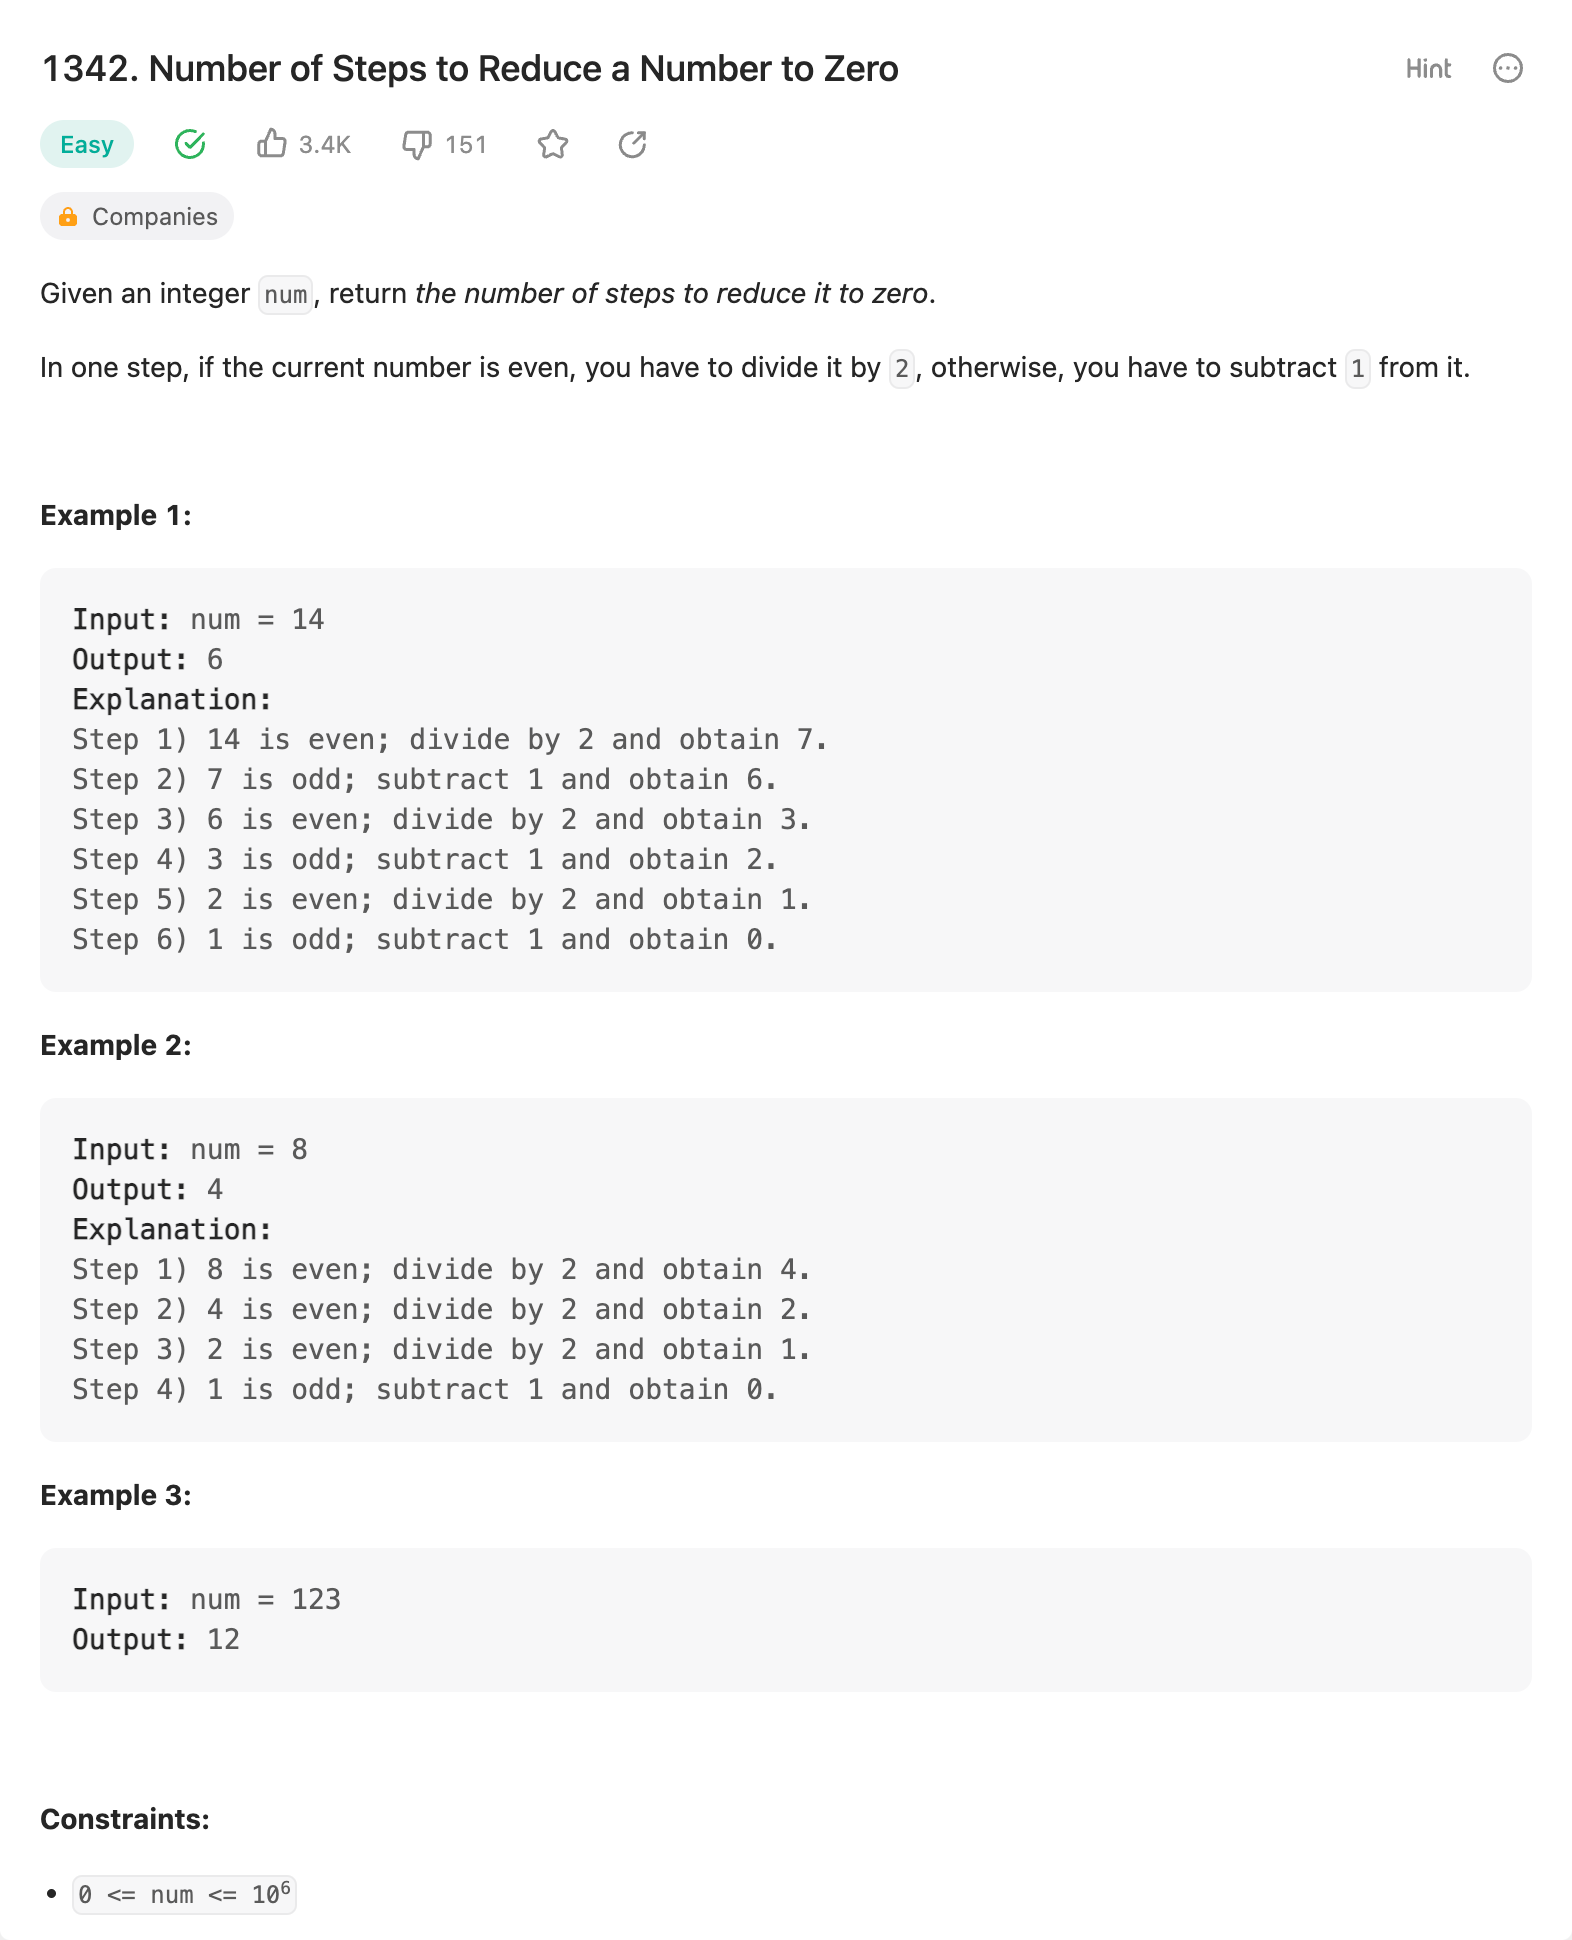 1342. Number of Steps to Reduce a Number to Zero
Hint
Easy
3.4K
151
Companies
Given an integer num, return the number of steps to reduce it to zero.
In one step, if the current number is even, you have to divide it by 2, otherwise, you have to subtract 1 from it.
Example 1:
Input: num = 14
Output: 6
Explanation:
Step 1) 14 is even; divide by 2 and obtain 7.
Step 2) 7 is odd; subtract 1 and obtain 6.
Step 3) 6 is even; divide by 2 and obtain 3.
Step 4) 3 is odd; subtract 1 and obtain 2.
Step 5) 2 is even; divide by 2 and obtain 1.
Step 6) 1 is odd; subtract 1 and obtain 0.
Example 2:
Input: num = 8
Output: 4
Explanation:
Step 1) 8 is even; divide by 2 and obtain 4.
Step 2) 4 is even; divide by 2 and obtain 2.
Step 3) 2 is even; divide by 2 and obtain 1.
Step 4) 1 is odd; subtract 1 and obtain 0.
Example 3:
Input: num = 123
Output: 12
Constraints:
• 0 <= num <= 10⁶